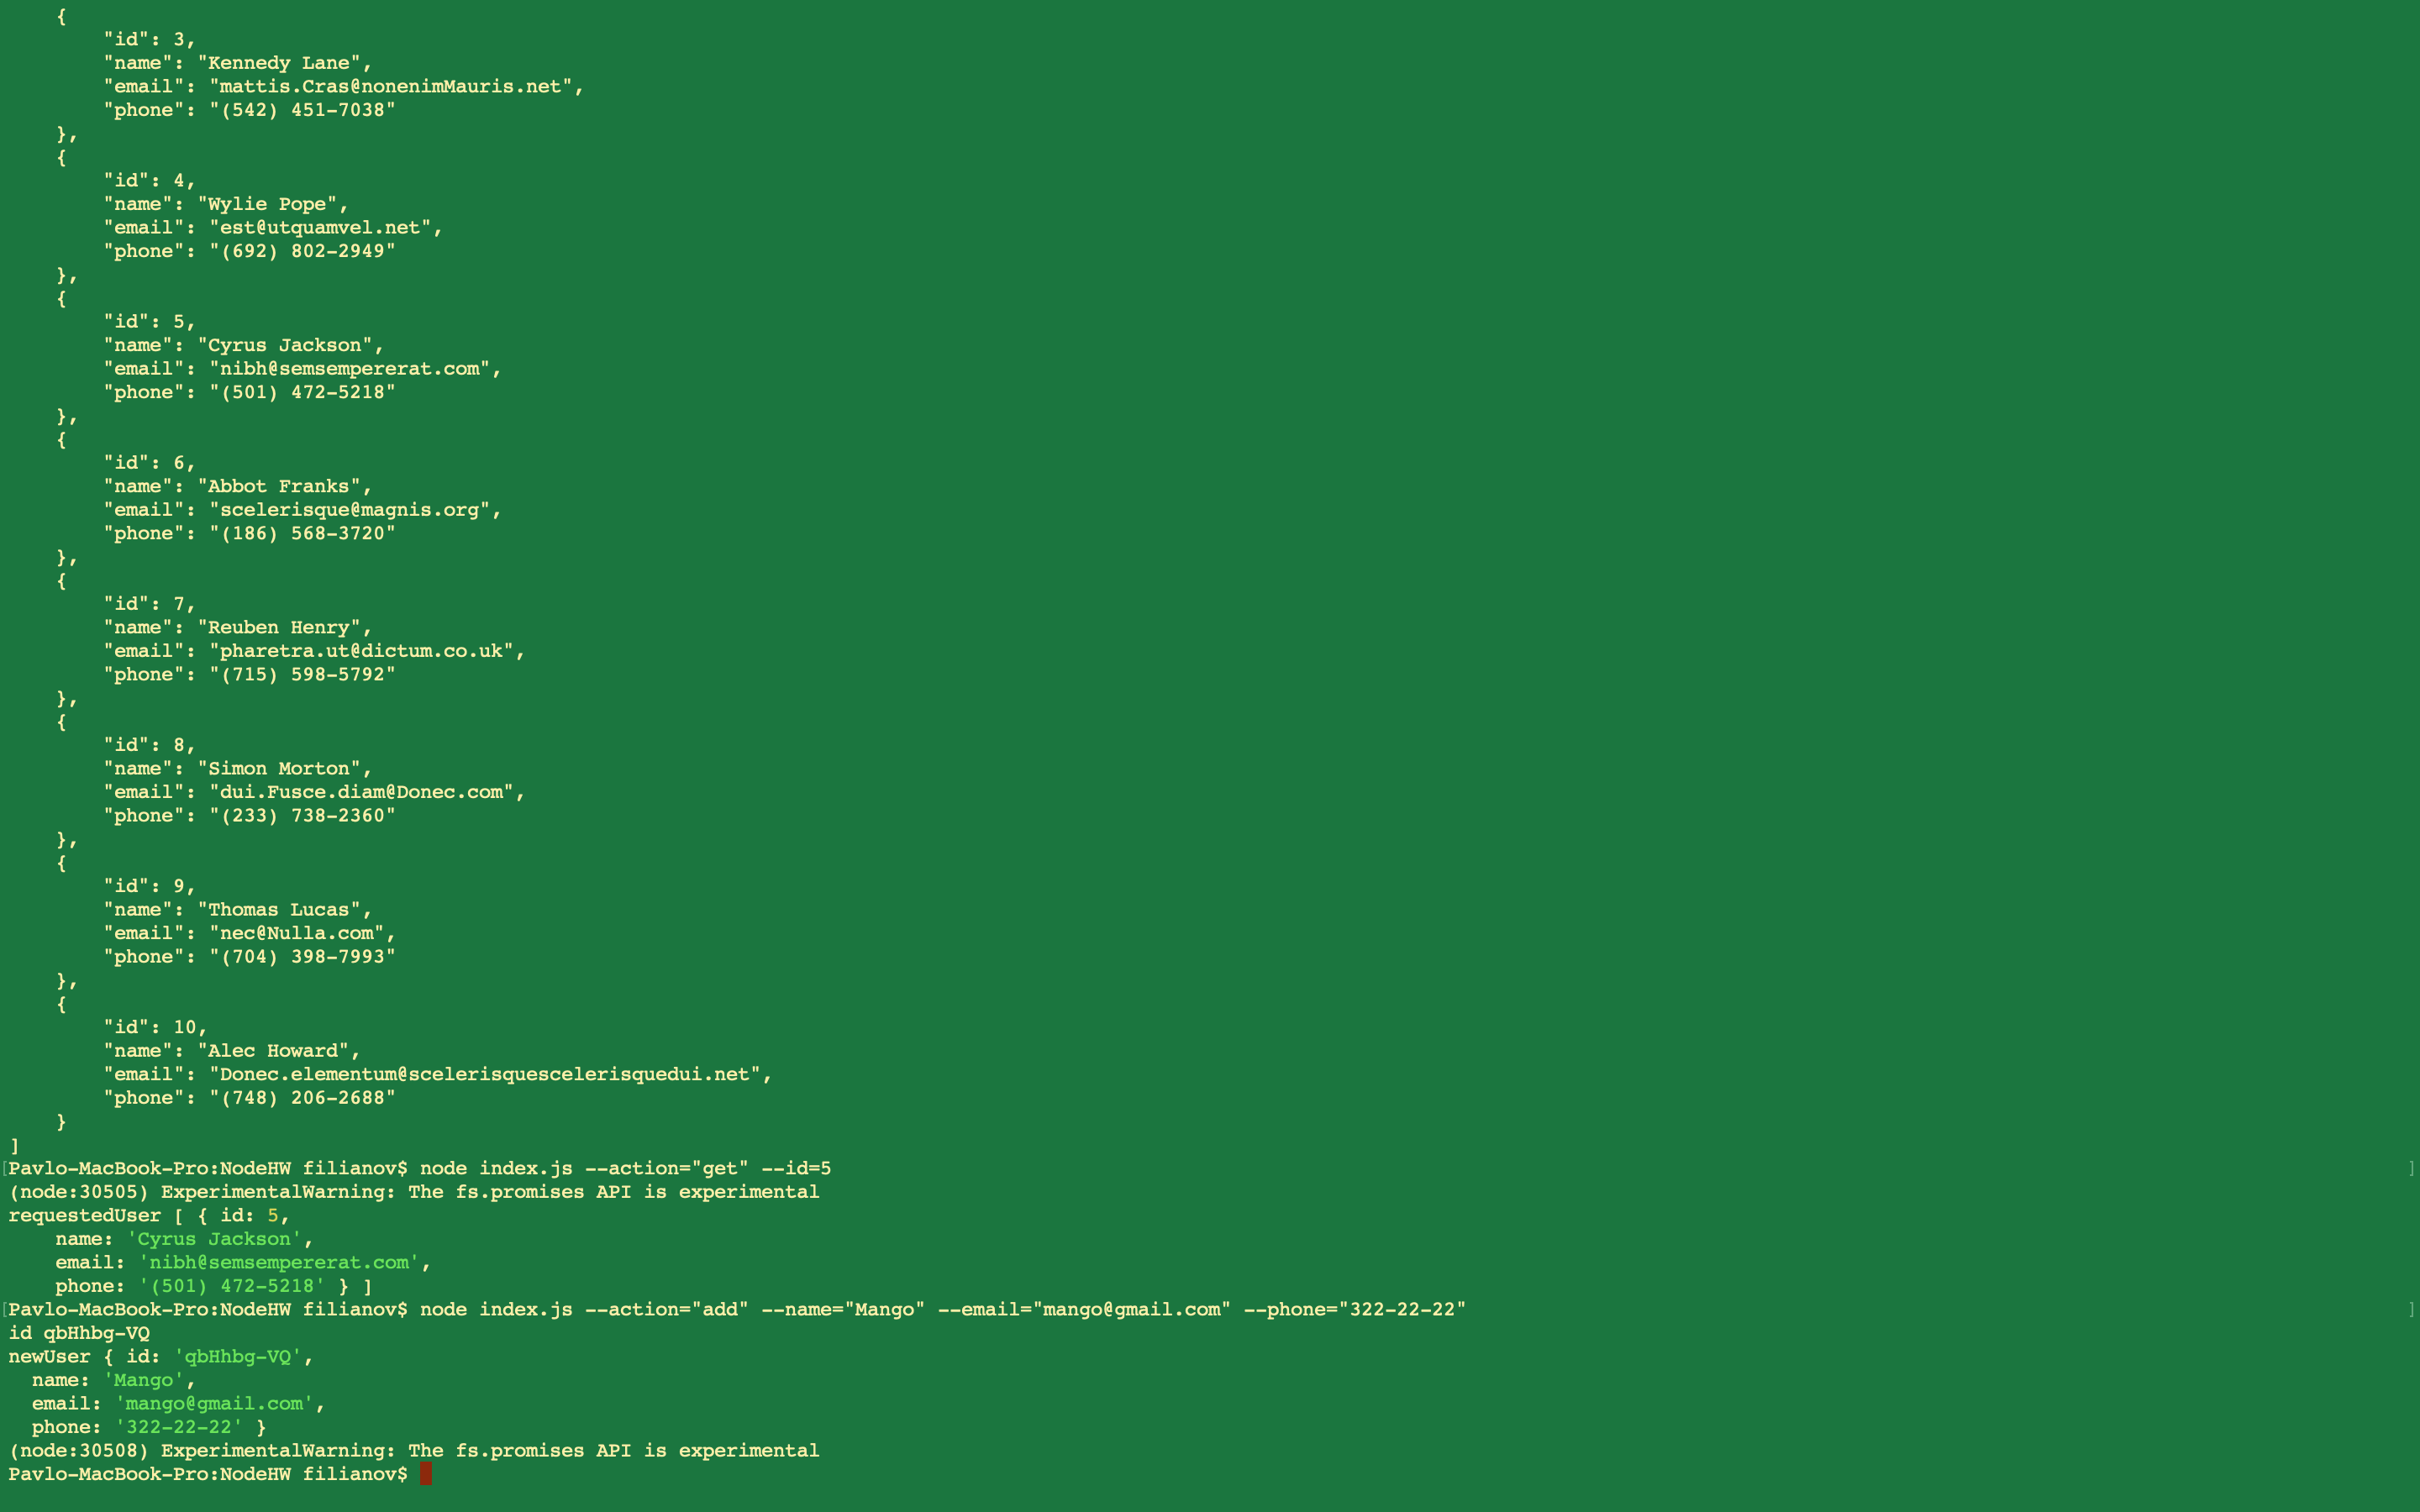 {
        "id": 3,
        "name": "Kennedy Lane",
        "email": "mattis.Cras@nonenimMauris.net",
        "phone": "(542) 451-7038"
    },
    {
        "id": 4,
        "name": "Wylie Pope",
        "email": "est@utquamvel.net",
        "phone": "(692) 802-2949"
    },
    {
        "id": 5,
        "name": "Cyrus Jackson",
        "email": "nibh@semsempererat.com",
        "phone": "(501) 472-5218"
    },
    {
        "id": 6,
        "name": "Abbot Franks",
        "email": "scelerisque@magnis.org",
        "phone": "(186) 568-3720"
    },
    {
        "id": 7,
        "name": "Reuben Henry",
        "email": "pharetra.ut@dictum.co.uk",
        "phone": "(715) 598-5792"
    },
    {
        "id": 8,
        "name": "Simon Morton",
        "email": "dui.Fusce.diam@Donec.com",
        "phone": "(233) 738-2360"
    },
    {
        "id": 9,
        "name": "Thomas Lucas",
        "email": "nec@Nulla.com",
        "phone": "(704) 398-7993"
    },
    {
        "id": 10,
        "name": "Alec Howard",
        "email": "Donec.elementum@scelerisquescelerisquedui.net",
        "phone": "(748) 206-2688"
    }
]
[Pavlo-MacBook-Pro:NodeHW filianov$ node index.js --action="get" --id=5 ]
(node:30505) ExperimentalWarning: The fs.promises API is experimental
requestedUser [ { id: 5,
    name: 'Cyrus Jackson',
    email: 'nibh@semsempererat.com',
    phone: '(501) 472-5218' } ]
[Pavlo-MacBook-Pro:NodeHW filianov$ node index.js --action="add" --name="Mango" --email="mango@gmail.com" --phone="322-22-22" ]
id qbHhbg-VQ
newUser { id: 'qbHhbg-VQ',
  name: 'Mango',
  email: 'mango@gmail.com',
  phone: '322-22-22' }
(node:30508) ExperimentalWarning: The fs.promises API is experimental
Pavlo-MacBook-Pro:NodeHW filianov$